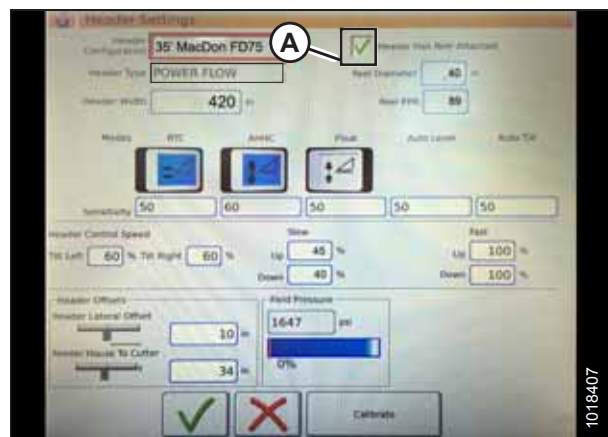 Header Settings
Header Configuration 35' MacDon FD75 A Header Has Reel Attached
Header Type POWER FLOW Reel Diameter 40 in
Header Width 420 in Reel PPR 89
Modes RTC AHHC Float Auto Level Auto Tilt
Sensitivity 50 60 50 50 50
Header Control Speed Slow Fast
Tilt Left 60 % Tilt Right 60 % Up 45 % Up 100 %
Down 40 % Down 100 %
Header Offsets Field Pressure
Header Lateral Offset 1647 psi
10 in
Feeder House To Cutter 0%
34 in
Calibrate
1018407